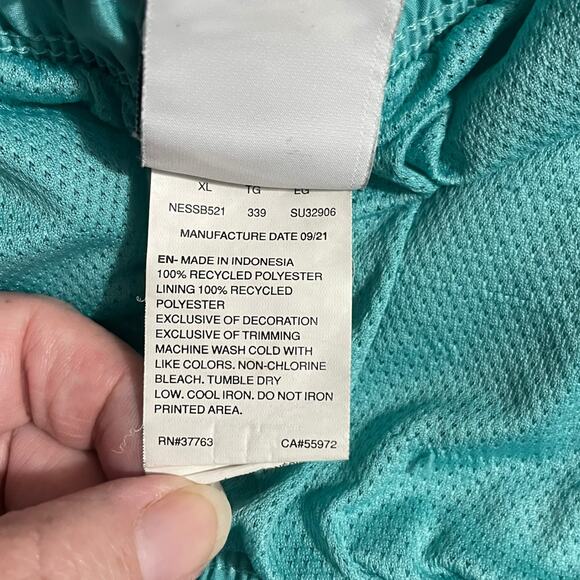 XL TG EG
NESSB521 339 SU32906
MANUFACTURE DATE 09/21
EN- MADE IN INDONESIA
100% RECYCLED POLYESTER
LINING 100% RECYCLED
POLYESTER
EXCLUSIVE OF DECORATION
EXCLUSIVE OF TRIMMING
MACHINE WASH COLD WITH
LIKE COLORS. NON-CHLORINE
BLEACH. TUMBLE DRY
LOW. COOL IRON. DO NOT IRON
PRINTED AREA.
RN#37763 CA#55972